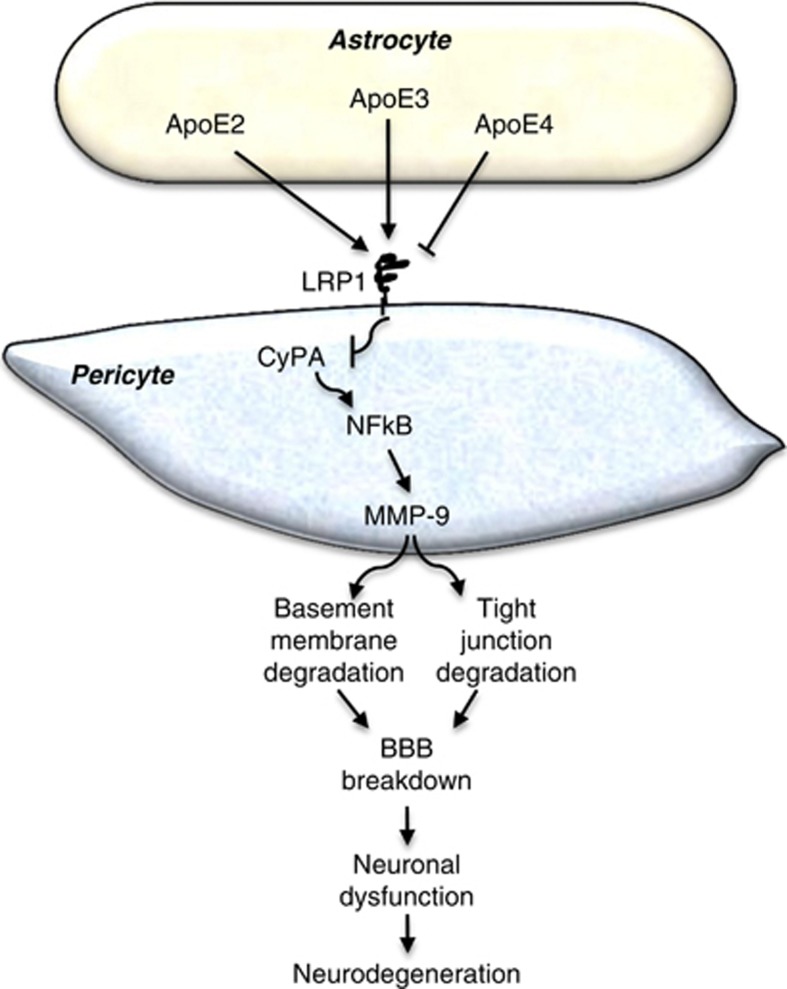 Astrocyte
ApoE3
ApoE2
ApoE4
LRP1
CyPA
Pericyte
NFkB
MMP-9
Basement
membrane
degradation
Tight
junction
degradation
BBB
breakdown
Neuronal
dysfunction
Neurodegeneration